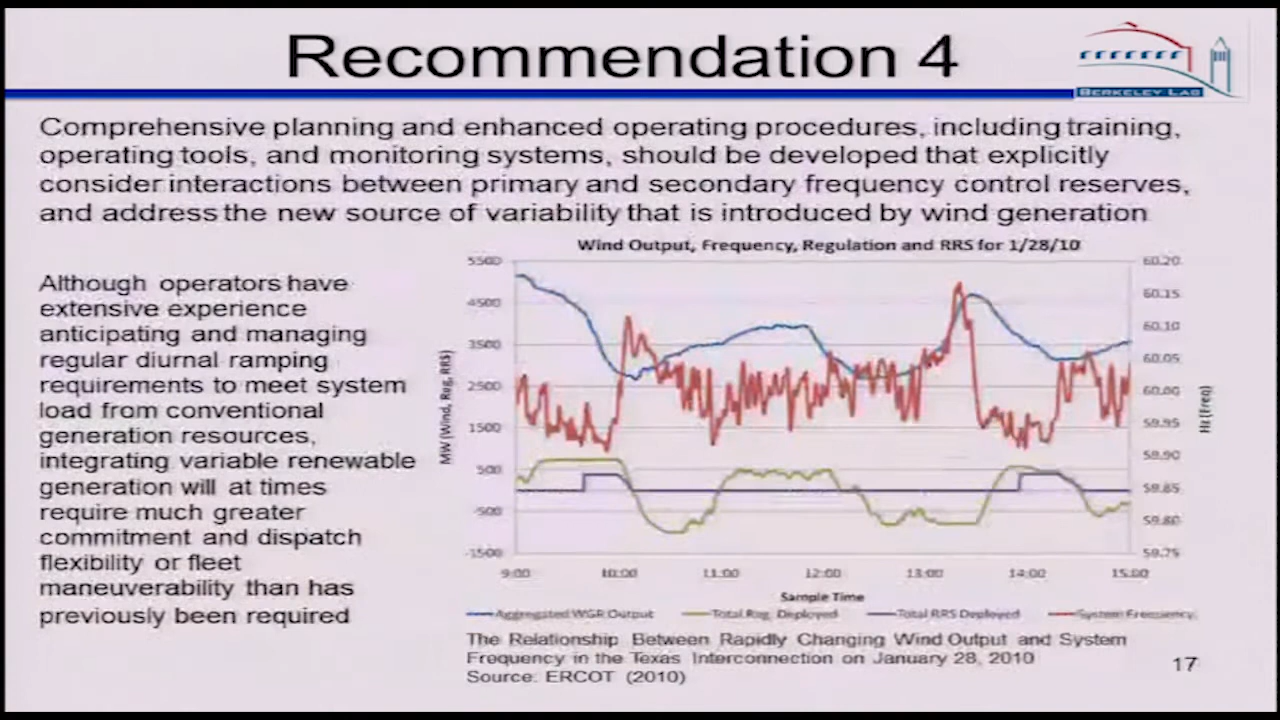 Recommendation 4
BERKELEY LAB
Comprehensive planning and enhanced operating procedures, including training,
operating tools, and monitoring systems, should be developed that explicitly
consider interactions between primary and secondary frequency control reserves,
and address the new source of variability that is introduced by wind generation
Although operators have
extensive experience
anticipating and managing
regular diurnal ramping
requirements to meet system
load from conventional
generation resources,
integrating variable renewable
generation will at times
require much greater
commitment and dispatch
flexibility or fleet
maneuverability than has
previously been required
Wind Output, Frequency, Regulation and RRS for 1/28/10
MW (Wind, Reg, RRS)
5500
4500
3500
2500
1500
500
-500
-1500
60.20
60.15
60.10
60.05
60.00
59.95
59.90
59.85
59.80
59.75
Hz (Freq)
9:00 10:00 11:00 12:00 13:00 14:00 15:00
Sample Time
Aggregated WGR Output Total Reg. Deployed Total RRS Deployed System Frequency
The Relationship Between Rapidly Changing Wind Output and System
Frequency in the Texas Interconnection on January 28, 2010
Source: ERCOT (2010)
17